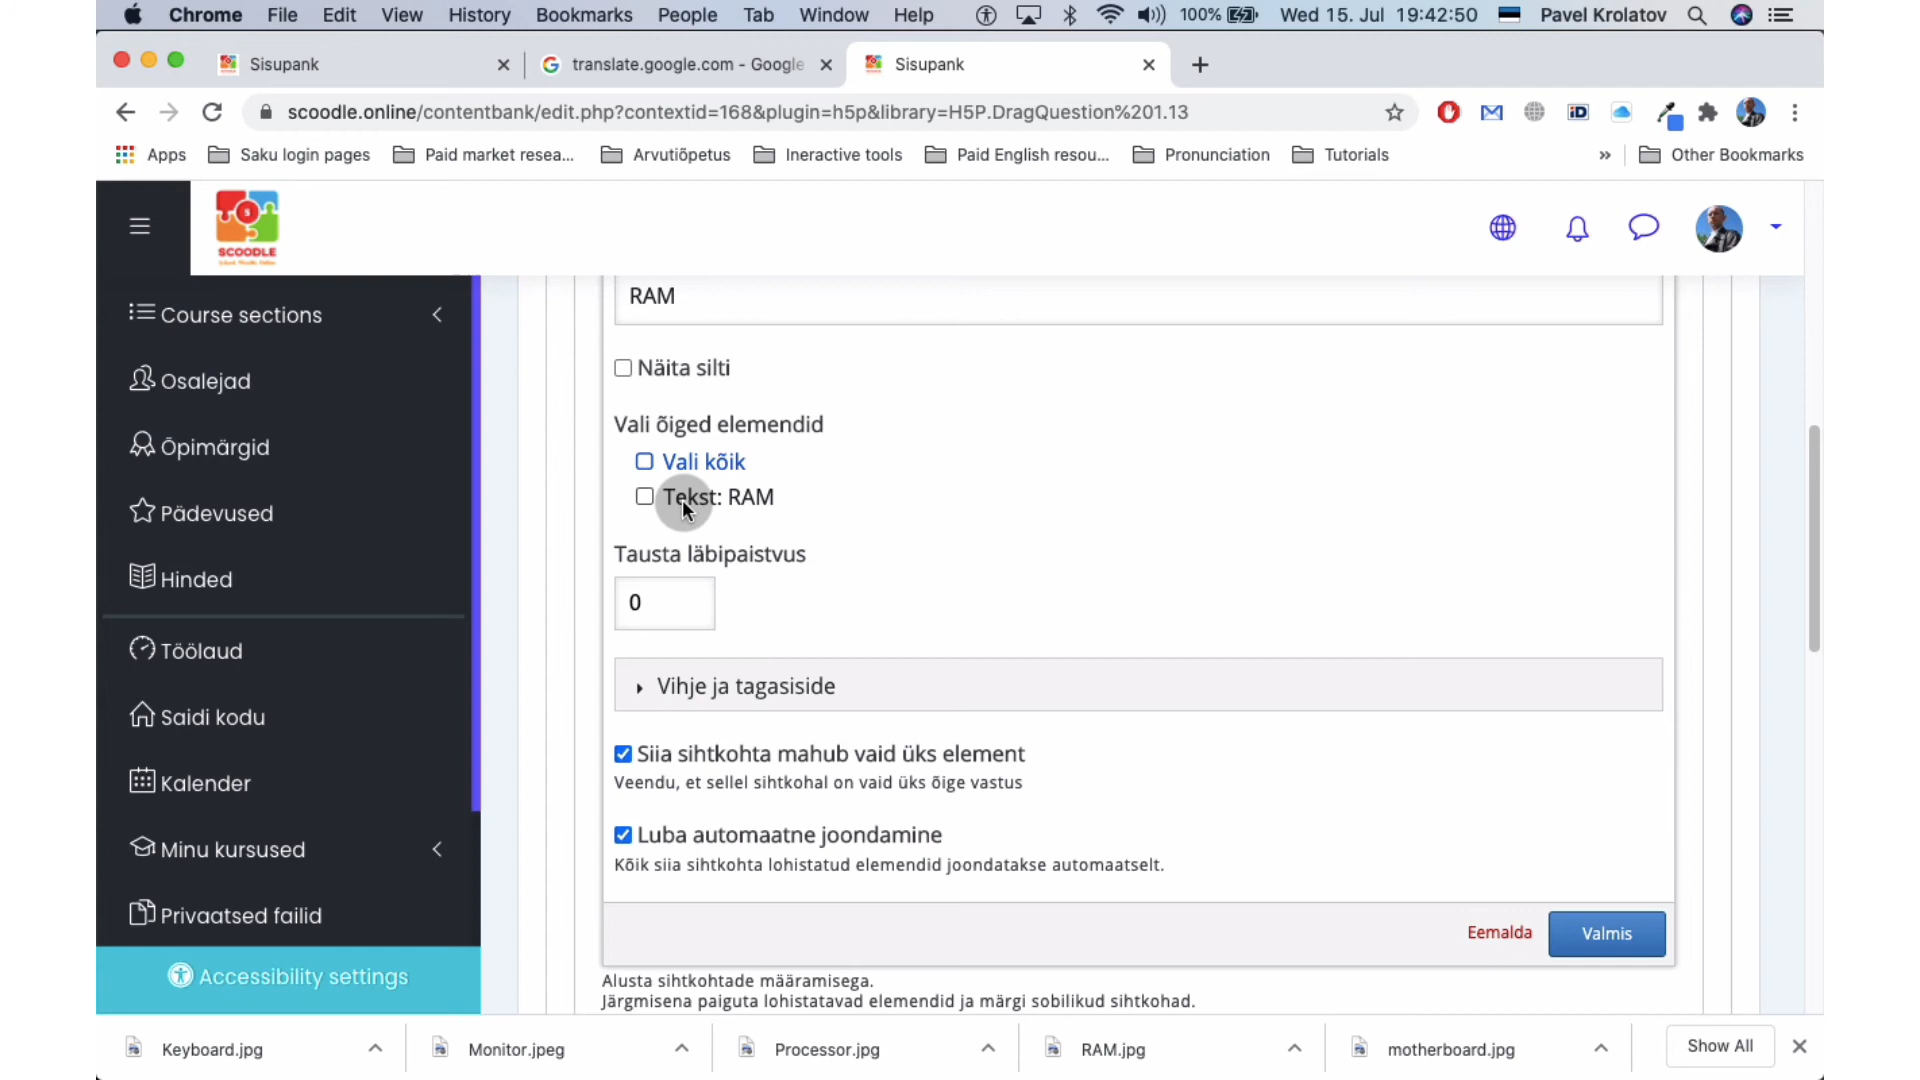 Chrome File Edit View History Bookmarks People Tab Window Help 100% Wed 15. Jul 19:42:50 Pavel Krolatov
Sisupank translate.google.com - Google Sisupank
scoodle.online/contentbank/edit.php?contextid=168&plugin=h5p&library=H5P.DragQuestion%201.13
Apps Saku login pages Paid market resea... Arvutiõpetus Ineractive tools Paid English resou... Pronunciation Tutorials » Other Bookmarks
SCOODLE
Course sections
Osalejad
Õpimärgid
Pädevused
Hinded
Töölaud
Saidi kodu
Kalender
Minu kursused
Privaatsed failid
Accessibility settings
RAM
Näita silti
Vali õiged elemendid
Vali kõik
Tekst: RAM
Tausta läbipaistvus
0
Vihje ja tagasiside
Siia sihtkohta mahub vaid üks element
Veendu, et sellel sihtkohal on vaid üks õige vastus
Luba automaatne joondamine
Kõik siia sihtkohta lohistatud elemendid joondatakse automaatselt.
Eemalda Valmis
Alusta sihtkohtade määramisega.
Järgmisena paiguta lohistatavad elemendid ja märgi sobilikud sihtkohad.
Keyboard.jpg Monitor.jpeg Processor.jpg RAM.jpg motherboard.jpg Show All